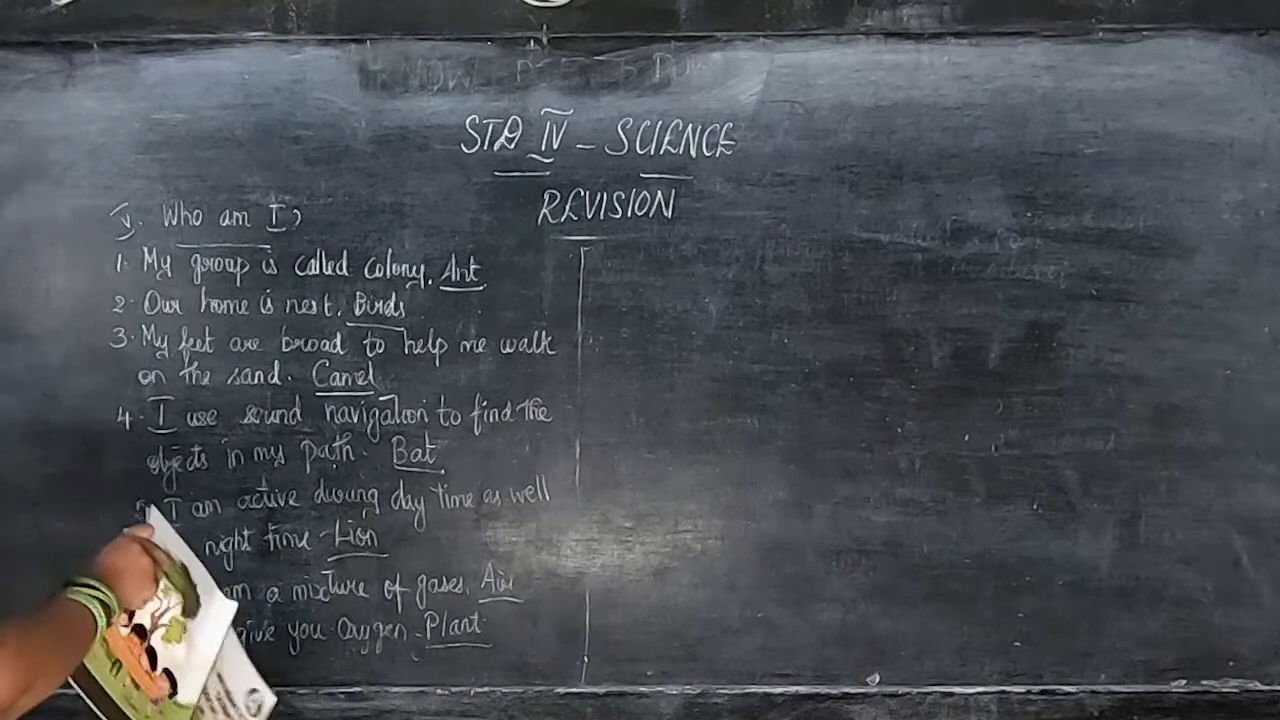 STD IV - SCIENCE
REVISION
V. Who am I?
1. My group is called colony. Ant
2. Our home is nest. Birds
3. My feet are broad to help me walk
on the sand. Camel
4. I use sound navigation to find the
objects in my path. Bat
5. I am active during day time as well
night time - Lion
am a mixture of gases. Air
give you Oxygen - Plant